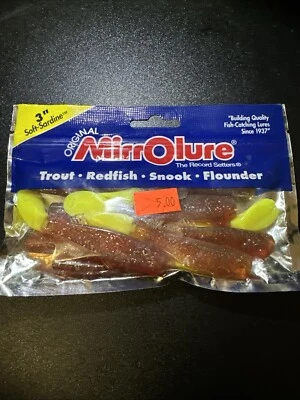 3"
Soft-Sardine™
ORIGINAL
MirrOlure®
The Record Setters®
"Building Quality
Fish-Catching Lures
Since 1937"
Trout • Redfish • Snook • Flounder
5.00